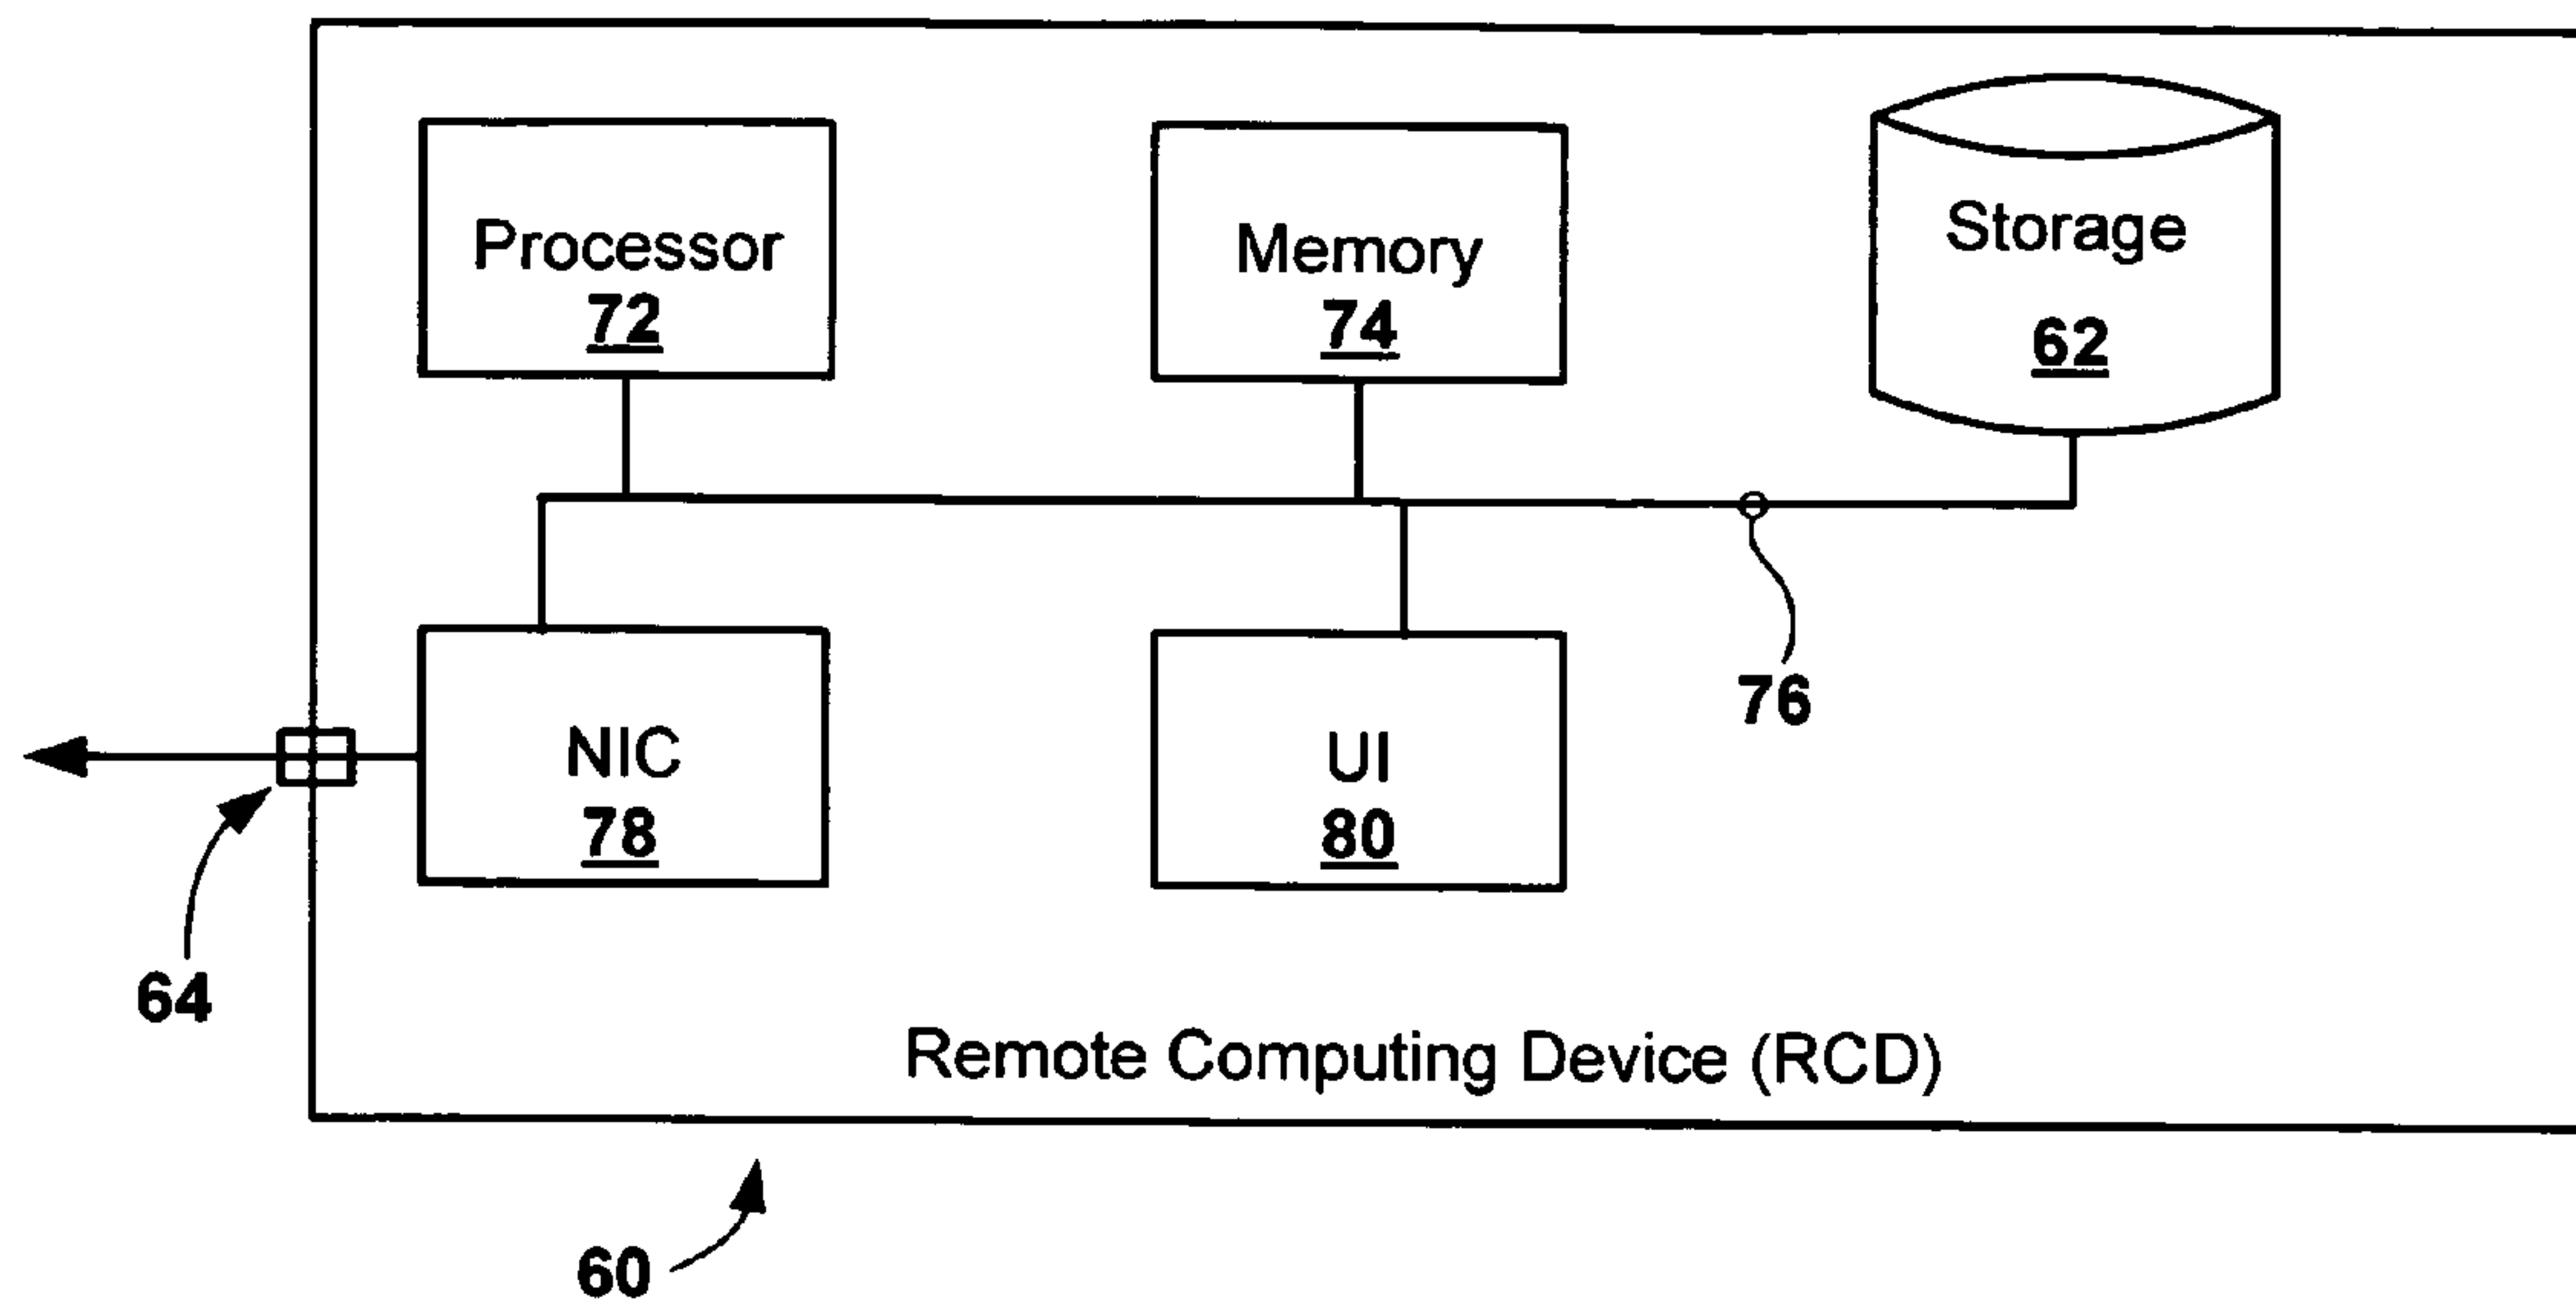 Processor
72
Memory
74
Storage
62
76
NIC
78
UI
80
64
Remote Computing Device (RCD)
60